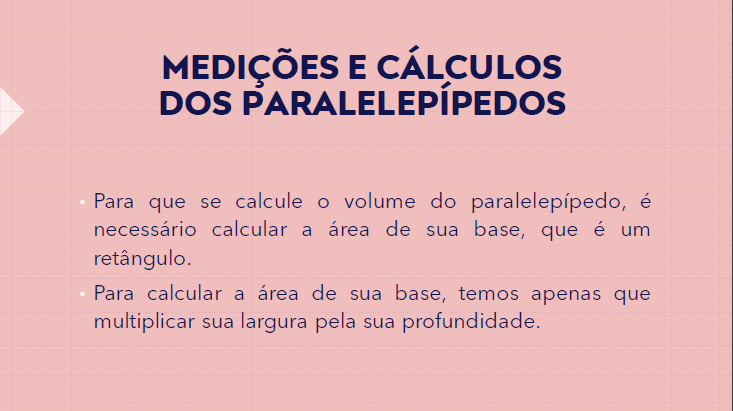 MEDIÇÕES E CÁLCULOS
DOS PARALELEPÍPEDOS
• Para que se calcule o volume do paralelepípedo, é
necessário calcular a área de sua base, que é um
retângulo.
• Para calcular a área de sua base, temos apenas que
multiplicar sua largura pela sua profundidade.